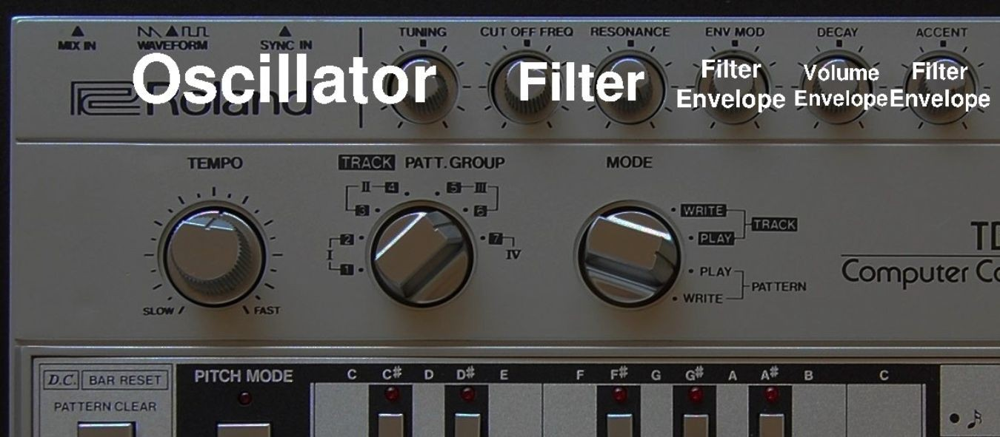 MIX IN WAVEFORM SYNC IN TUNING CUT OFF FREQ RESONANCE ENV MOD DECAY ACCENT
Oscillator Filter Filter Envelope Volume Envelope Filter Envelope
Roland
TEMPO TRACK PATT. GROUP MODE
II 4 5 III
3 6
WRITE
2 7
TRACK
PLAY
I IV
1
PLAY
PATTERN
WRITE
SLOW FAST
TD
Computer Co
D.C. BAR RESET PITCH MODE C C# D D# E F F# G G# A A# B C
PATTERN CLEAR